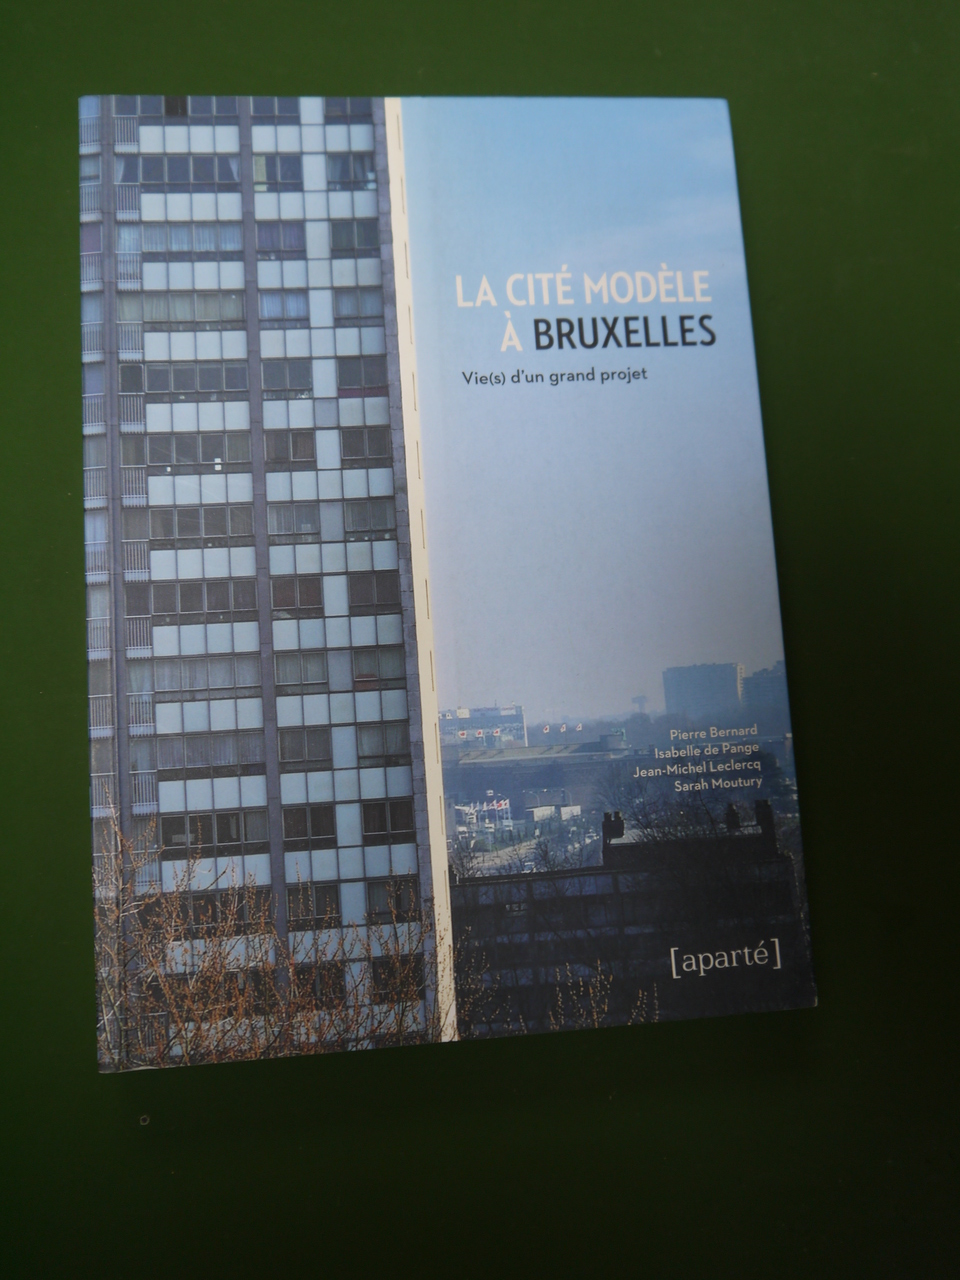 LA CITÉ MODÈLE
À BRUXELLES
Vie(s) d'un grand projet
Pierre Bernard
Isabelle de Pange
Jean-Michel Leclercq
Sarah Moutury
[aparté]